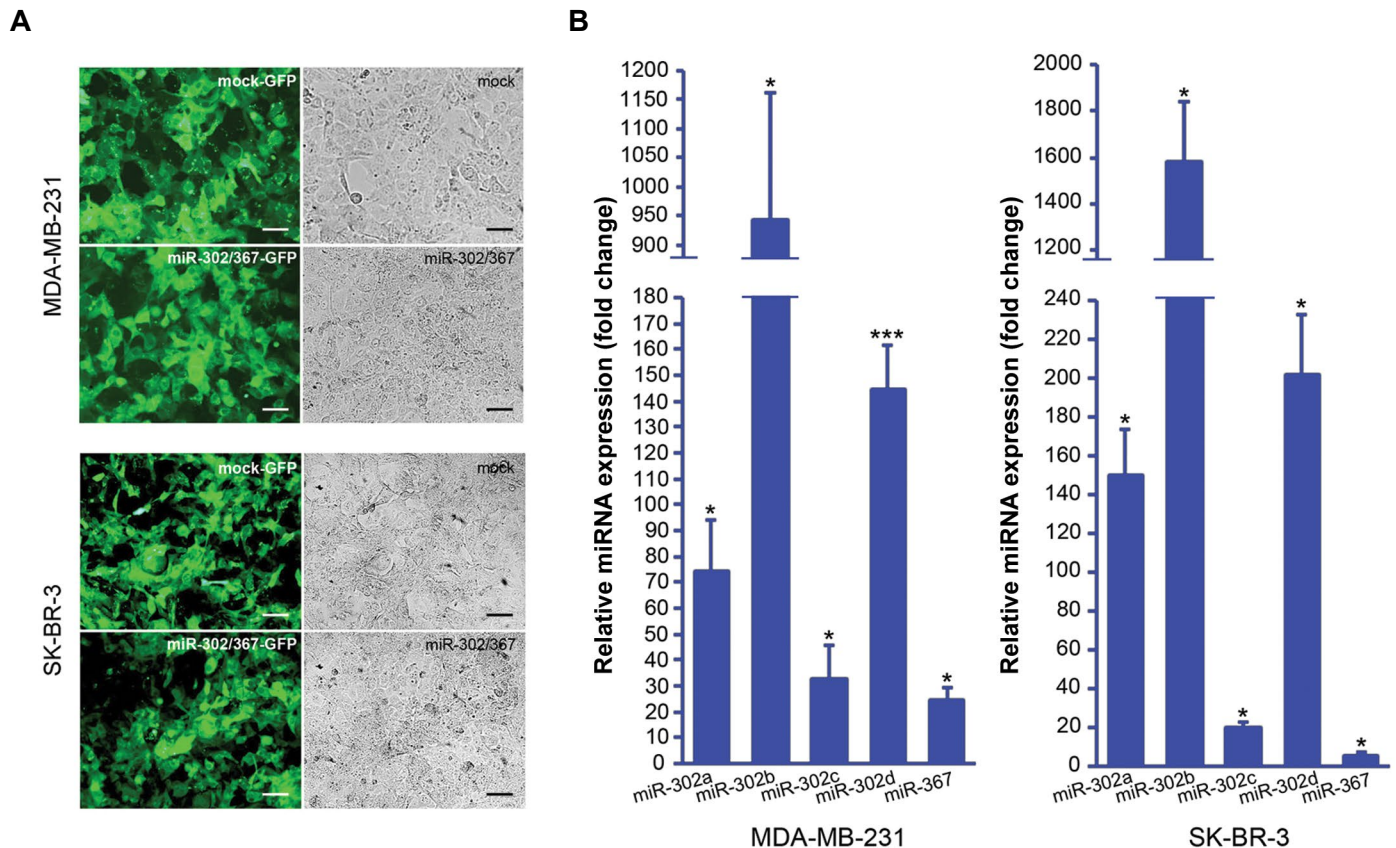 A
mock-GFP
mock
MDA-MB-231
miR-302/367-GFP
miR-302/367
mock-GFP
mock
SK-BR-3
miR-302/367-GFP
miR-302/367
B
Relative miRNA expression (fold change)
1200
1150
1100
1050
1000
950
900
180
170
160
150
140
130
120
110
100
90
80
70
60
50
40
30
20
10
0
*
*
*
***
*
miR-302a
miR-302b
miR-302c
miR-302d
miR-367
MDA-MB-231
Relative miRNA expression (fold change)
2000
1800
1600
1400
1200
240
220
200
180
160
140
120
100
80
60
40
20
0
*
*
*
*
*
miR-302a
miR-302b
miR-302c
miR-302d
miR-367
SK-BR-3